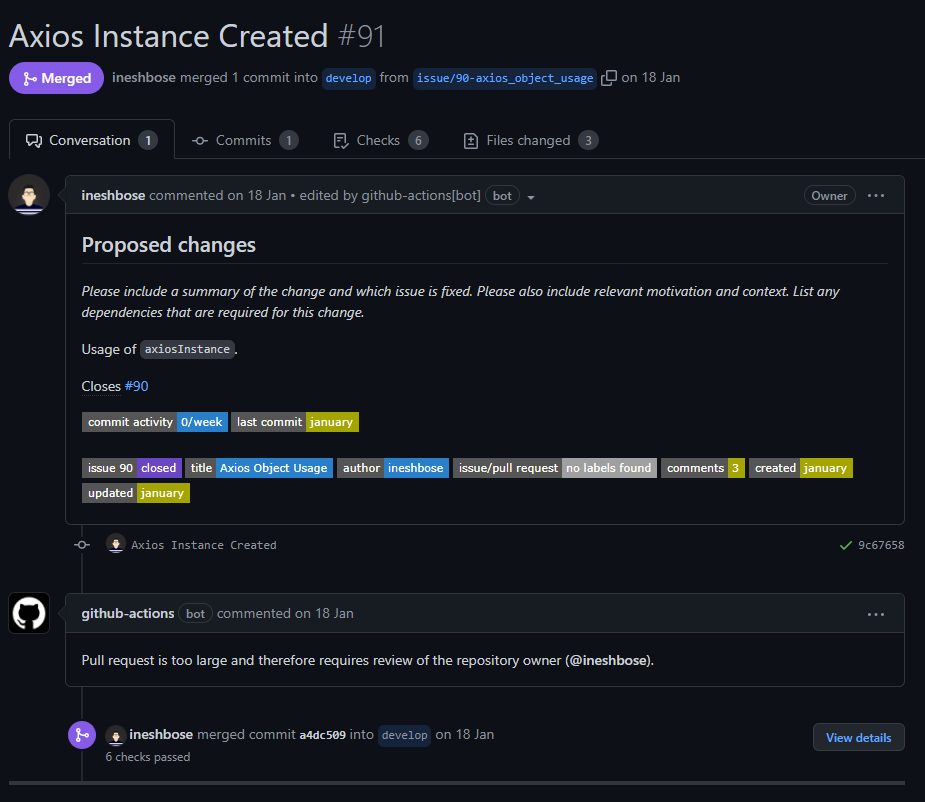 Axios Instance Created #91
Merged ineshbose merged 1 commit into develop from issue/90-axios_object_usage on 18 Jan
Conversation 1 Commits 1 Checks 6 Files changed 3
ineshbose commented on 18 Jan • edited by github-actions[bot] bot Owner
Proposed changes
Please include a summary of the change and which issue is fixed. Please also include relevant motivation and context. List any
dependencies that are required for this change.
Usage of axiosInstance.
Closes #90
commit activity 0/week last commit january
issue 90 closed title Axios Object Usage author ineshbose issue/pull request no labels found comments 3 created january
updated january
Axios Instance Created 9c67658
github-actions bot commented on 18 Jan
Pull request is too large and therefore requires review of the repository owner (@ineshbose).
ineshbose merged commit a4dc509 into develop on 18 Jan View details
6 checks passed